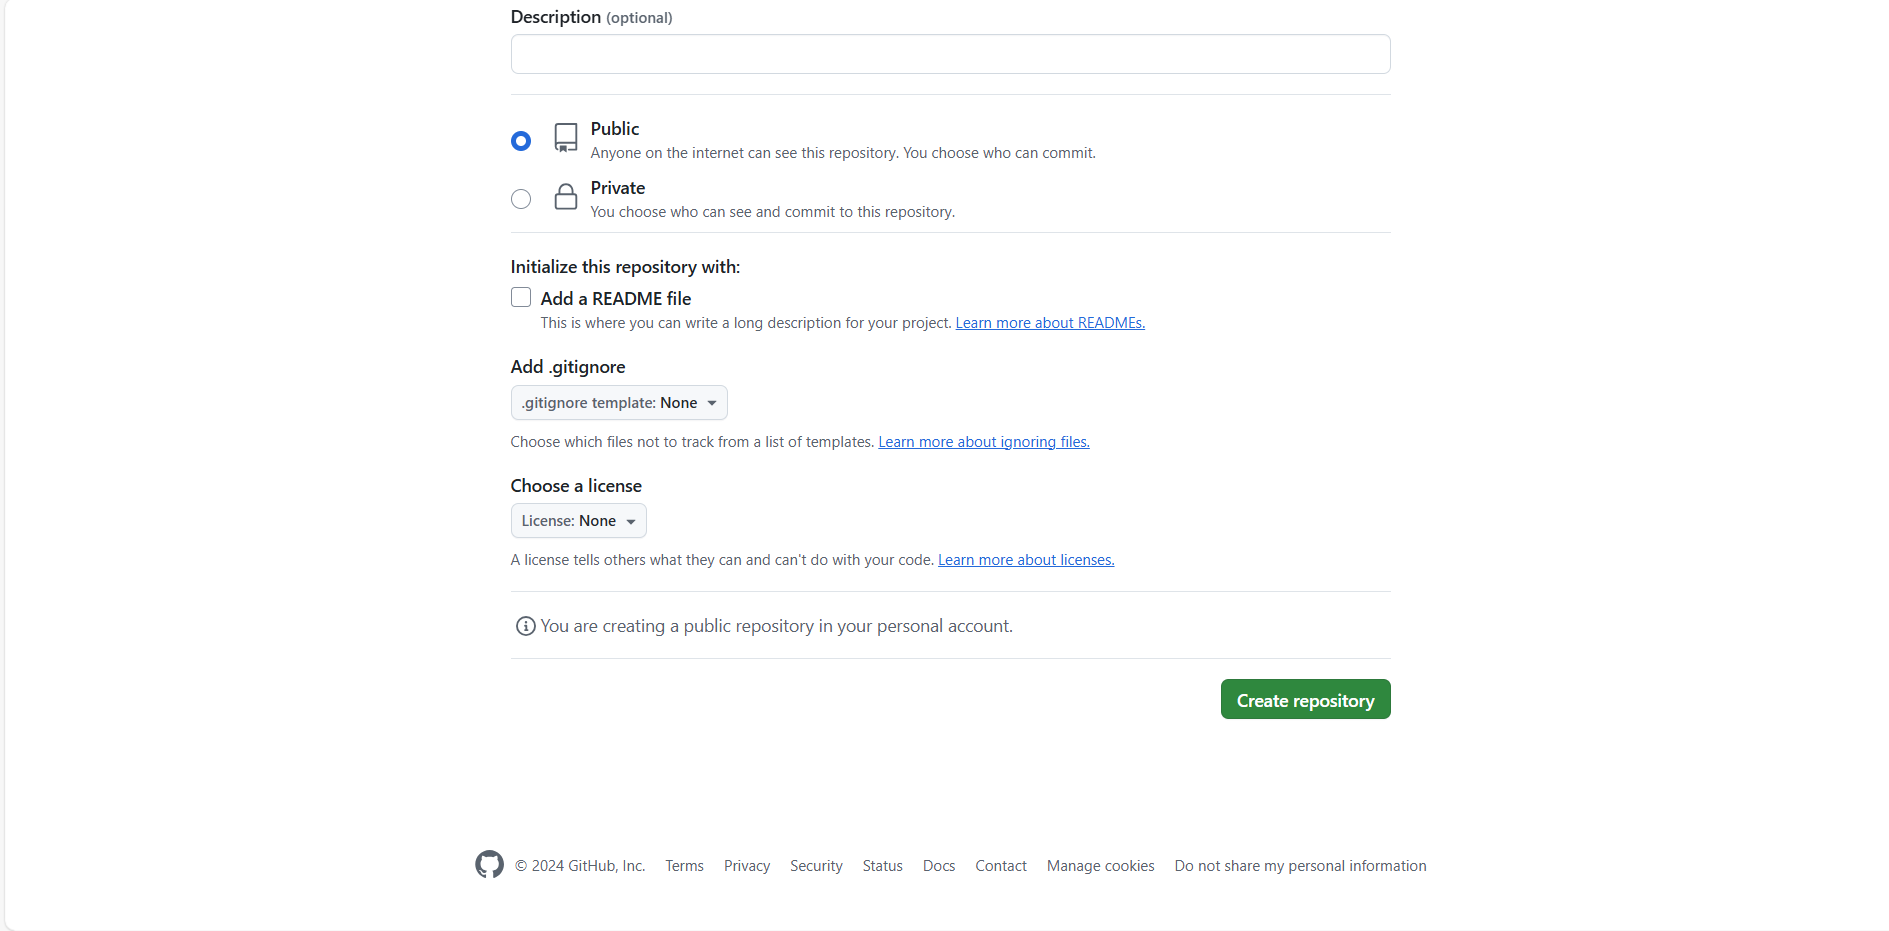 Description (optional)
Public
Anyone on the internet can see this repository. You choose who can commit.
Private
You choose who can see and commit to this repository.
Initialize this repository with:
Add a README file
This is where you can write a long description for your project. Learn more about READMEs.
Add .gitignore
.gitignore template: None
Choose which files not to track from a list of templates. Learn more about ignoring files.
Choose a license
License: None
A license tells others what they can and can't do with your code. Learn more about licenses.
You are creating a public repository in your personal account.
Create repository
© 2024 GitHub, Inc. Terms Privacy Security Status Docs Contact Manage cookies Do not share my personal information